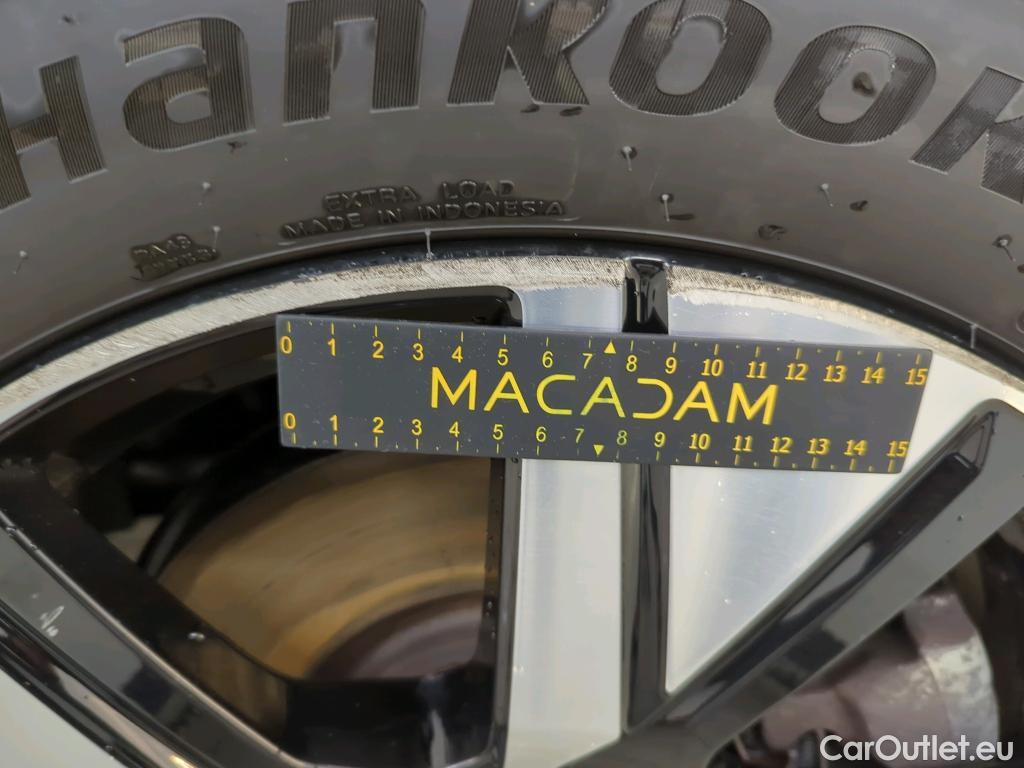 Hankook
EXTRA LOAD
MADE IN INDONESIA
0 1 2 3 4 5 6 7 8 9 10 11 12 13 14 15
MACADAM
0 1 2 3 4 5 6 7 8 9 10 11 12 13 14 15
CarOutlet.eu